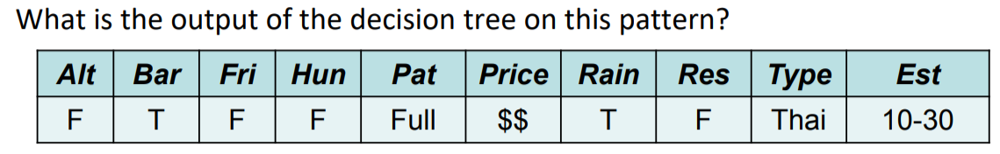 What is the output of the decision tree on this pattern?
Alt Bar Fri Hun Pat Price Rain Res Type Est
F T F F Full $$ T F Thai 10-30